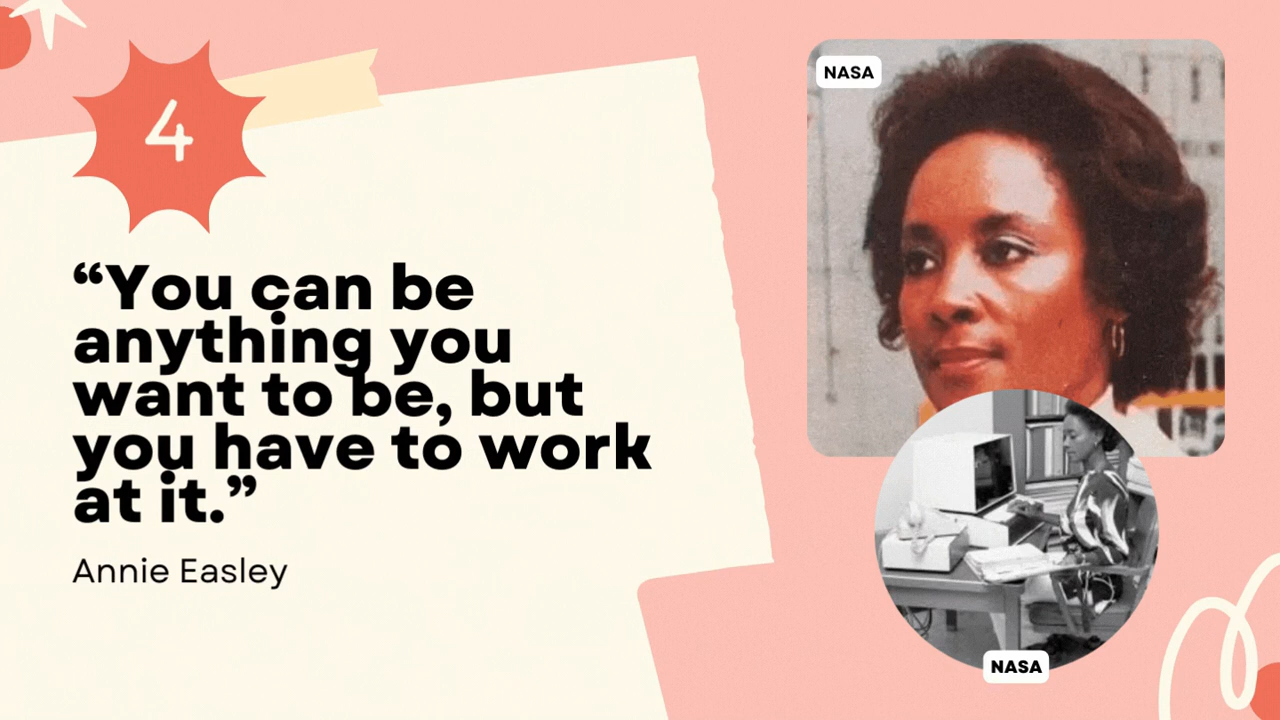 4
“You can be
anything you
want to be, but
you have to work
at it.”
Annie Easley
NASA
NASA